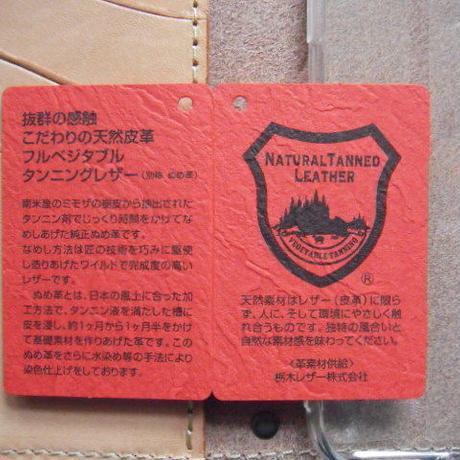 抜群の感触
こだわりの天然皮革
フルベジタブル
タンニングレザー（別称 ぬめ革）
南米産のミモザの樹皮から抽出された
タンニン剤でじっくり時間をかけてな
めしあげた純正ぬめ革です。
なめし方法は匠の技術を巧みに駆使
し造りあげたワイルドで完成度の高い
レザーです。
ぬめ革とは、日本の風土に合った加
工方法で、タンニン液を満たした槽に
皮を浸し、約1ヶ月から1ヶ月半をかけ
て基礎素材を作りあげた革です。この
ぬめ革をさらに水染め等の手法により
染色仕上げをしております。
NATURAL TANNED
LEATHER
VEGETABLE TANNING
®
天然素材はレザー（皮革）に限ら
ず、人に、そして環境にやさしく触
れ合うものです。独特の風合いと
自然な素材感を味わってください。
〈革素材供給〉
栃木レザー株式会社